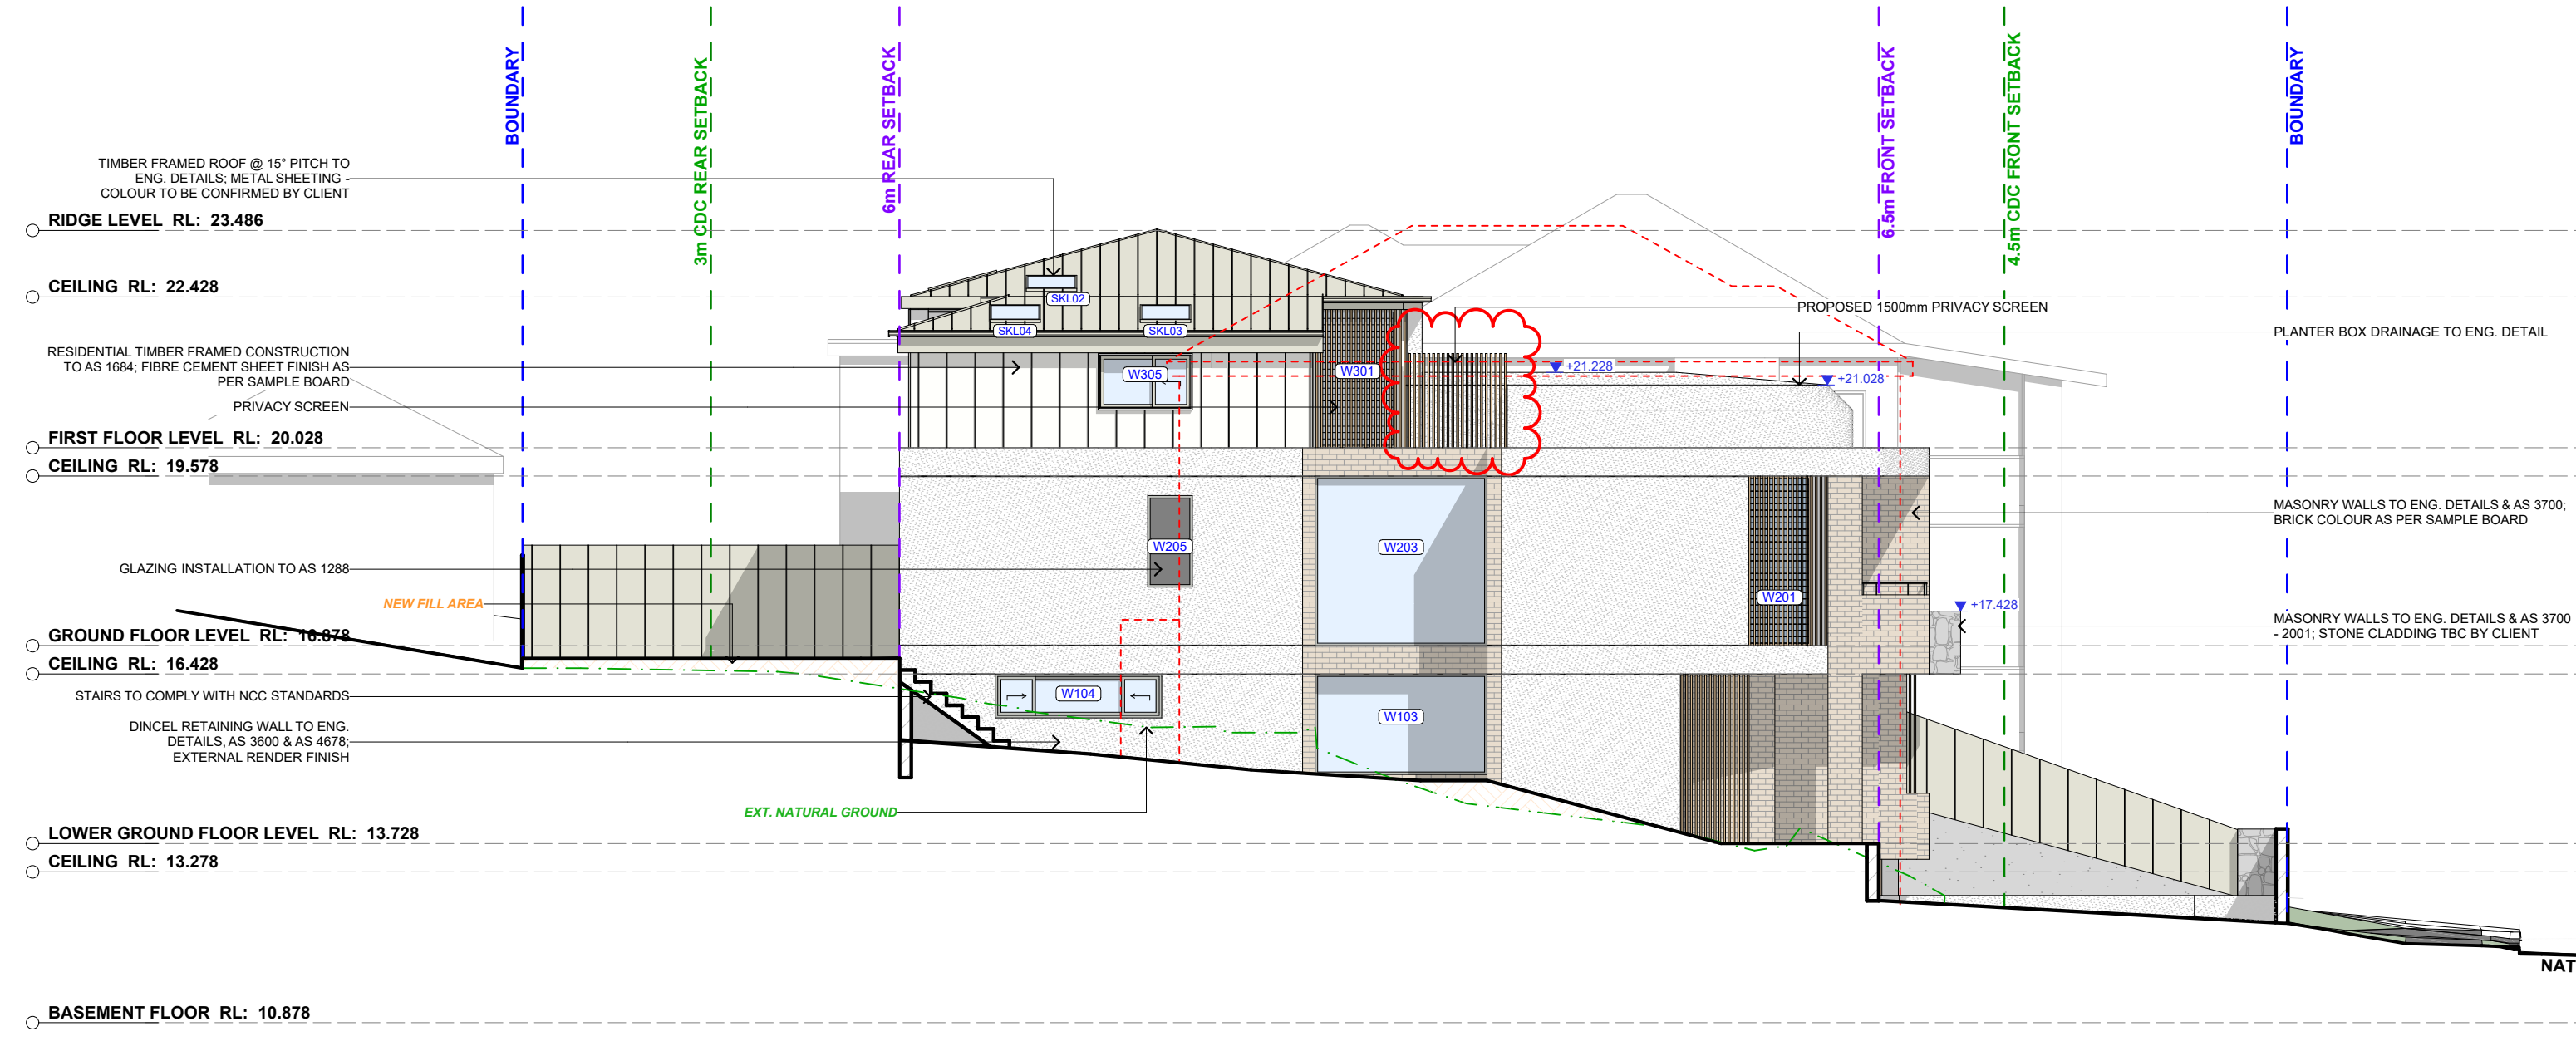 BOUNDARY
3m CDC REAR SETBACK
6m REAR SETBACK
6.5m FRONT SETBACK
4.5m CDC FRONT SETBACK
BOUNDARY
TIMBER FRAMED ROOF @ 15° PITCH TO
ENG. DETAILS; METAL SHEETING -
COLOUR TO BE CONFIRMED BY CLIENT
RIDGE LEVEL RL: 23.486
CEILING RL: 22.428
SKL02
SKL04
SKL03
PROPOSED 1500mm PRIVACY SCREEN
PLANTER BOX DRAINAGE TO ENG. DETAIL
RESIDENTIAL TIMBER FRAMED CONSTRUCTION
TO AS 1684; FIBRE CEMENT SHEET FINISH AS
PER SAMPLE BOARD
W305
W301
+21.228
+21.028
PRIVACY SCREEN
FIRST FLOOR LEVEL RL: 20.028
CEILING RL: 19.578
MASONRY WALLS TO ENG. DETAILS & AS 3700;
BRICK COLOUR AS PER SAMPLE BOARD
W205
W203
GLAZING INSTALLATION TO AS 1288
NEW FILL AREA
W201
+17.428
MASONRY WALLS TO ENG. DETAILS & AS 3700
- 2001; STONE CLADDING TBC BY CLIENT
GROUND FLOOR LEVEL RL: 16.878
CEILING RL: 16.428
STAIRS TO COMPLY WITH NCC STANDARDS
W104
W103
DINCEL RETAINING WALL TO ENG.
DETAILS, AS 3600 & AS 4678;
EXTERNAL RENDER FINISH
EXT. NATURAL GROUND
LOWER GROUND FLOOR LEVEL RL: 13.728
CEILING RL: 13.278
NAT
BASEMENT FLOOR RL: 10.878